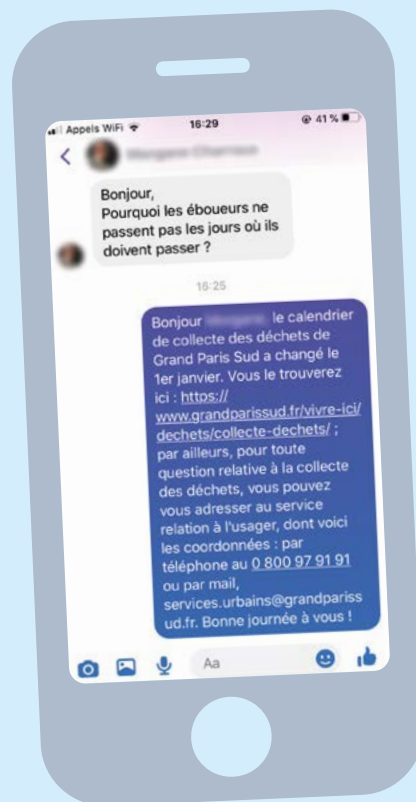 Appels WiFi 16:29 41 %
Bonjour,
Pourquoi les éboueurs ne
passent pas les jours où ils
doivent passer ?
16:25
Bonjour le calendrier
de collecte des déchets de
Grand Paris Sud a changé le
1er janvier. Vous le trouverez
ici : https://
www.grandparissud.fr/vivre-ici/
dechets/collecte-dechets/ ;
par ailleurs, pour toute
question relative à la collecte
des déchets, vous pouvez
vous adresser au service
relation à l'usager, dont voici
les coordonnées : par
téléphone au 0 800 97 91 91
ou par mail,
services.urbains@grandpariss
ud.fr. Bonne journée à vous !
Aa